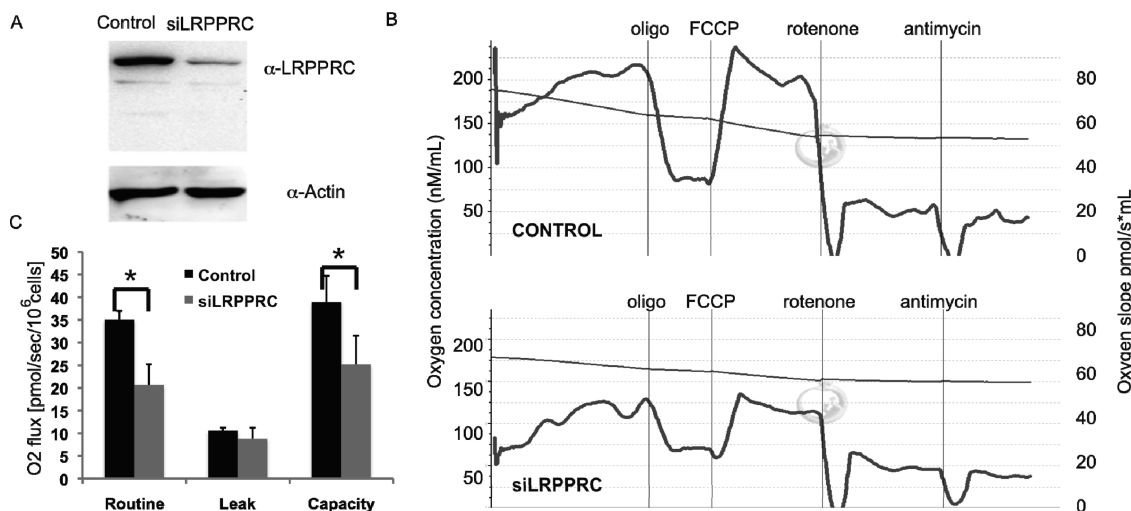 A
Control siLRPPRC
α-LRPPRC
α-Actin
B
oligo FCCP rotenone antimycin
Oxygen concentration (nM/mL)
200
150
100
50
80
60
40
20
0
CONTROL
Oxygen slope pmol/s*mL
oligo FCCP rotenone antimycin
200
150
100
50
80
60
40
20
0
siLRPPRC
C
O2 flux [pmol/sec/10⁶cells]
50
45
40
35
30
25
20
15
10
5
0
Control
siLRPPRC
*
*
Routine Leak Capacity